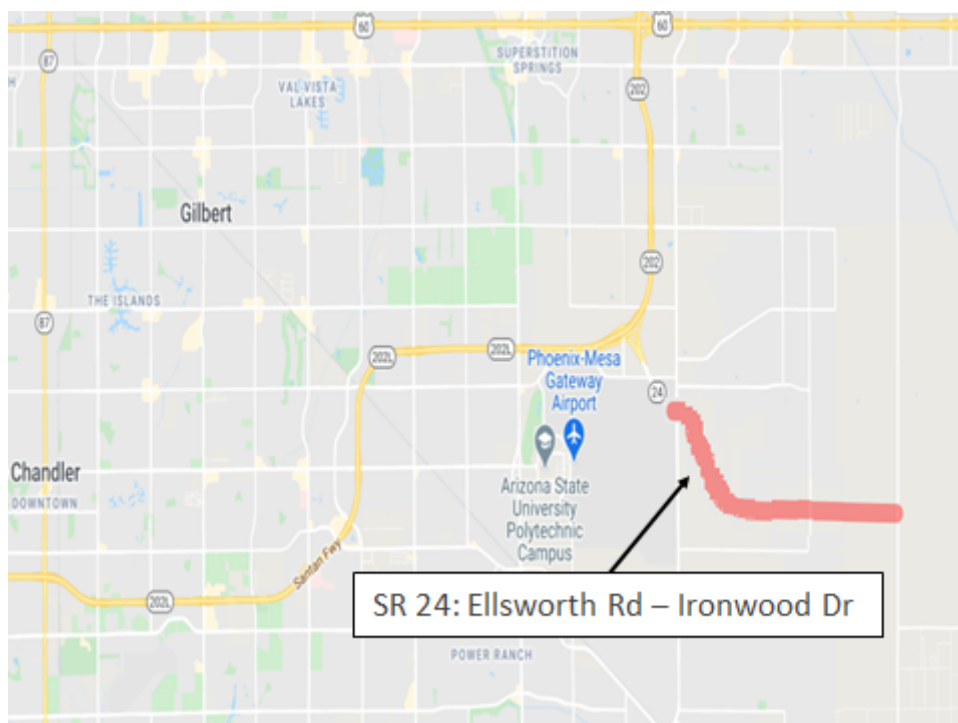 60
60
87
SUPERSTITION
SPRINGS
VAL VISTA
LAKES
202
Gilbert
202
THE ISLANDS
87
202L
202L
Phoenix-Mesa
Gateway
Airport
24
Chandler
DOWNTOWN
Arizona State
University
Polytechnic
Campus
Santan Fwy
202L
SR 24: Ellsworth Rd – Ironwood Dr
POWER RANCH